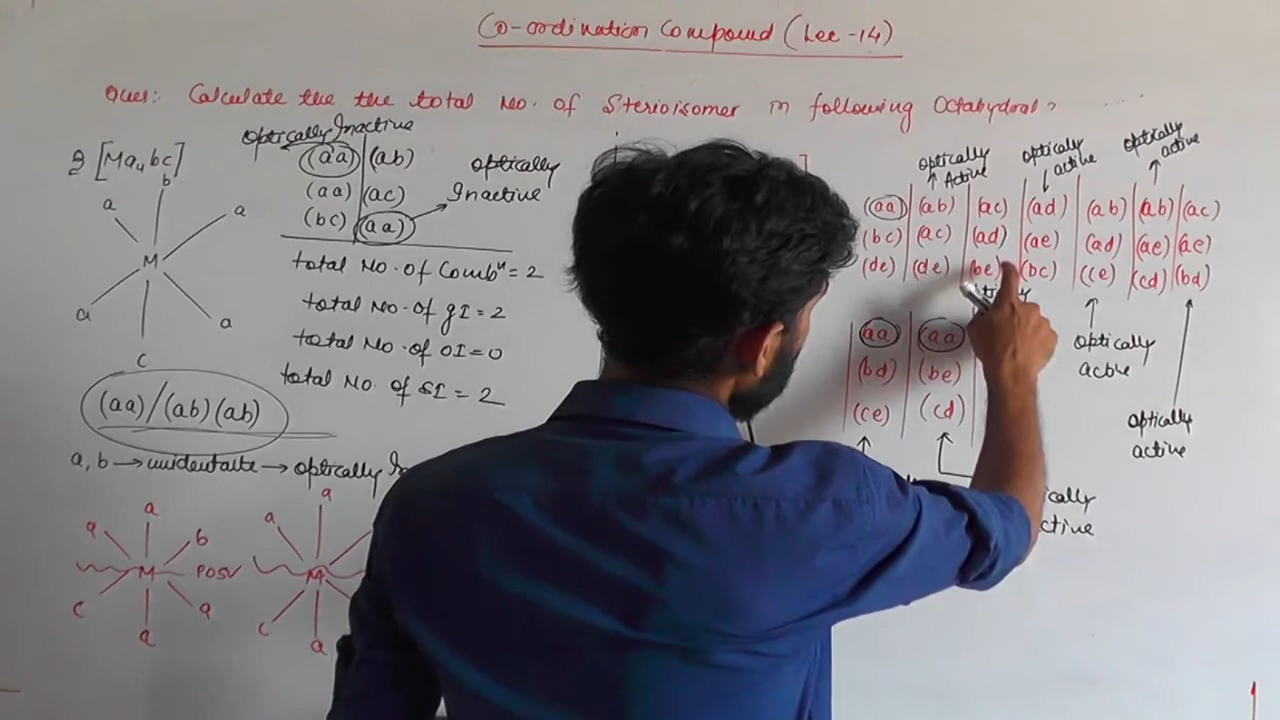 Co-ordination Compound (Lec-14)
Ques: Calculate the the total No. of Sterioisomer in following Octahydral?
[Ma₄bc]
optically Inactive
(aa) | (ab)
(aa) | (ac)
(bc) | (aa)
optically
Inactive
total No. of Combⁿ = 2
total No. of gI = 2
total No. of OI = 0
total No. of SI = 2
b
a
a
M
a
a
c
(aa)/(ab)(ab)
a, b → unidentate → optically
a
a
b
M
POSV
c
a
a
a
a
M
c
a
]
optically
Active
optically
active
optically
active
(aa) | (ab) | (ac) | (ad) | (ab) | (ab) | (ac)
(bc) | (ac) | (ad) | (ae) | (ad) | (ae) | (ae)
(de) | (de) | (be) | (bc) | (ce) | (cd) | (bd)
aa | aa
(bd) | (be)
(ce) | (cd)
optically
active
optically
active